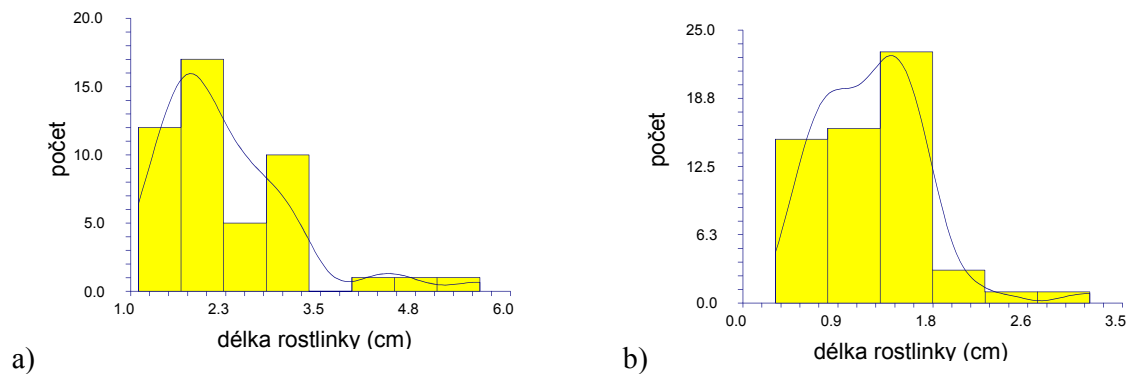 20.0
15.0
10.0
5.0
0.0
1.0 2.3 3.5 4.8 6.0
počet
délka rostlinky (cm)
a)
25.0
18.8
12.5
6.3
0.0
0.0 0.9 1.8 2.6 3.5
počet
délka rostlinky (cm)
b)